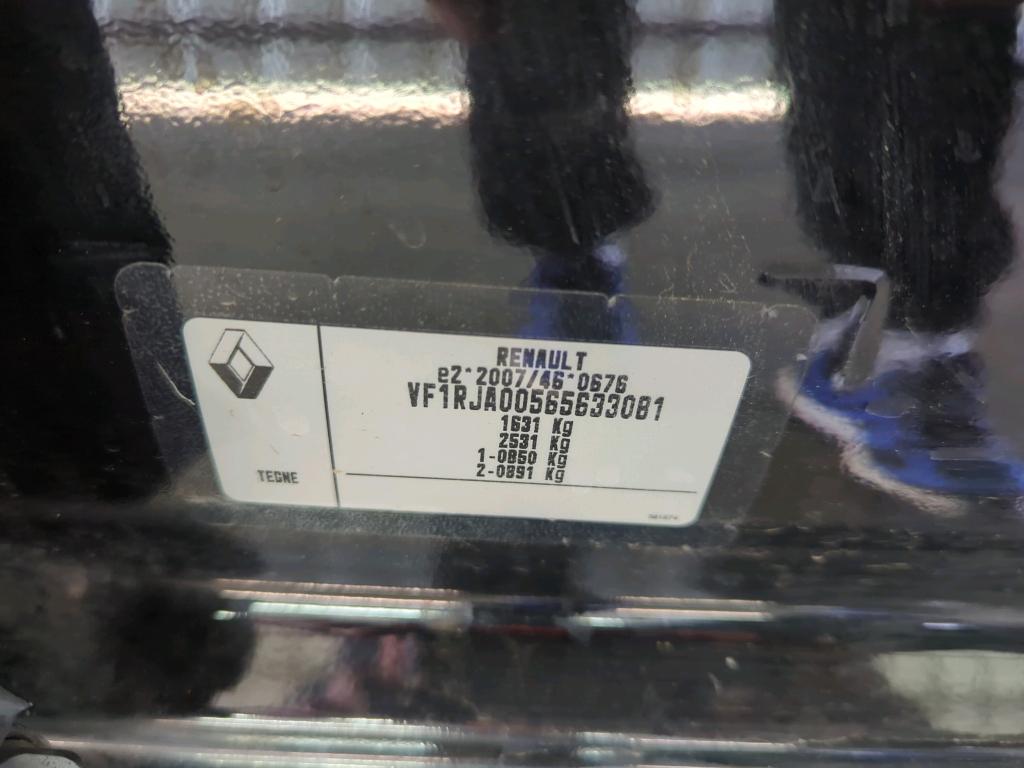 RENAULT
e2*2007/46*0676
VF1RJA00565633081
1631 Kg
2531 Kg
1-0850 Kg
2-0891 Kg
TECNE